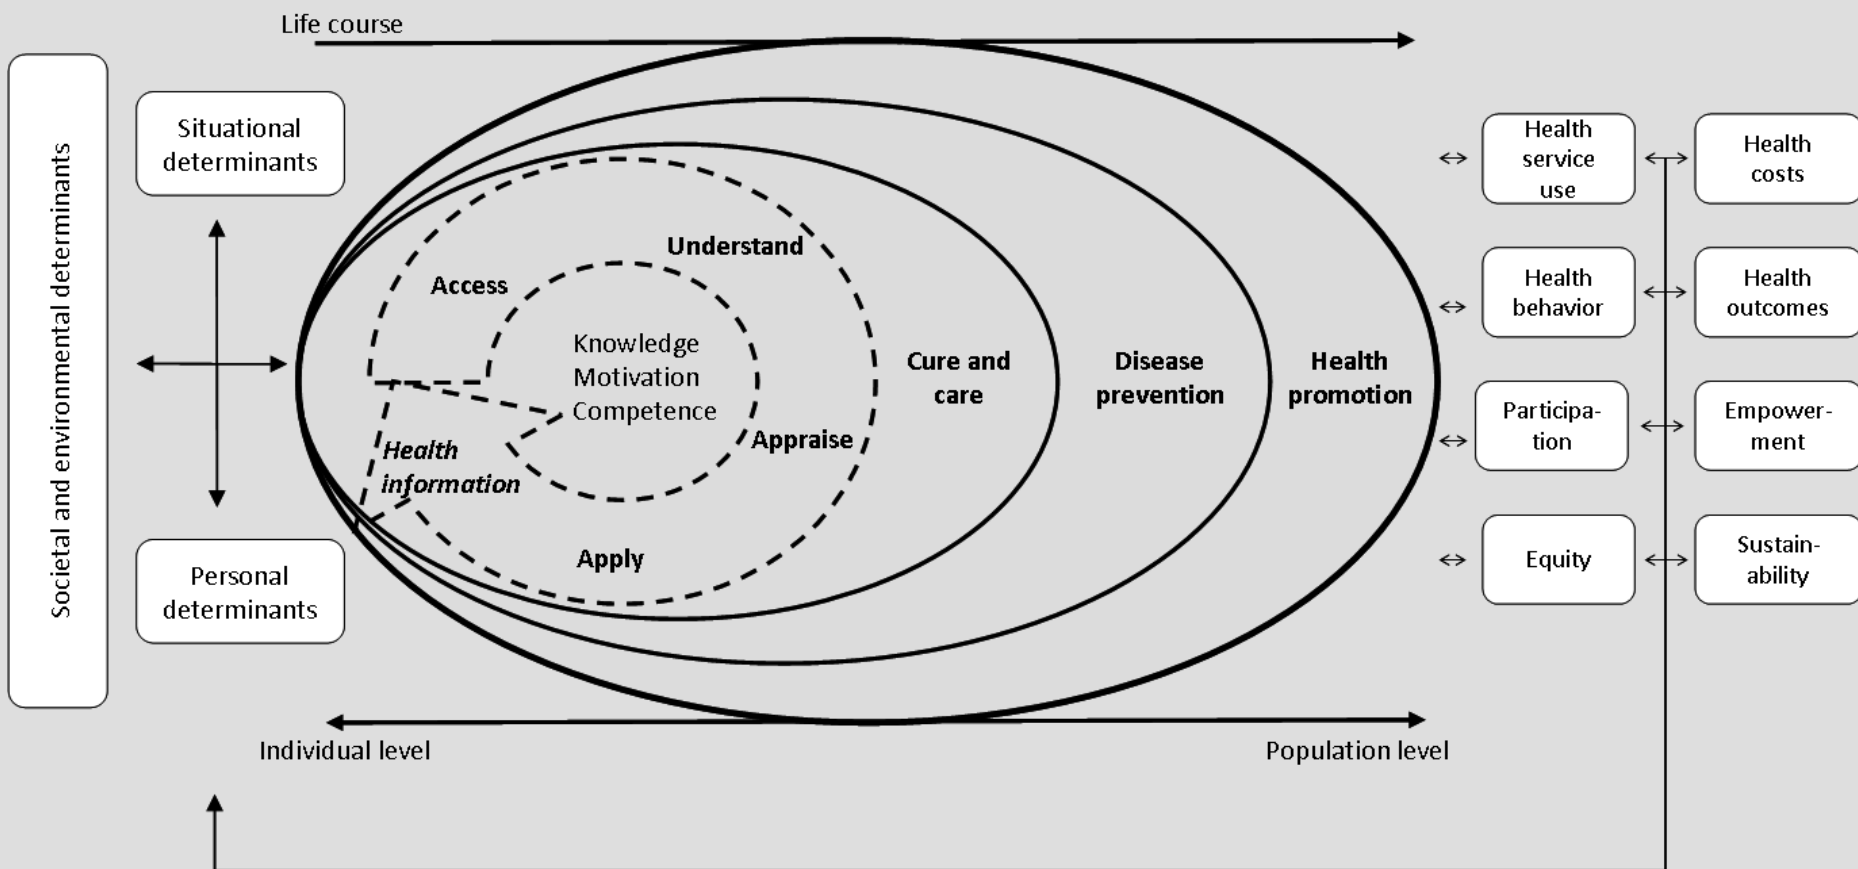 Life course
Societal and environmental determinants
Situational
determinants
Personal
determinants
Access
Understand
Knowledge
Motivation
Competence
Health
information
Appraise
Apply
Cure and
care
Disease
prevention
Health
promotion
Individual level
Population level
Health
service
use
Health
costs
Health
behavior
Health
outcomes
Participa-
tion
Empower-
ment
Equity
Sustain-
ability